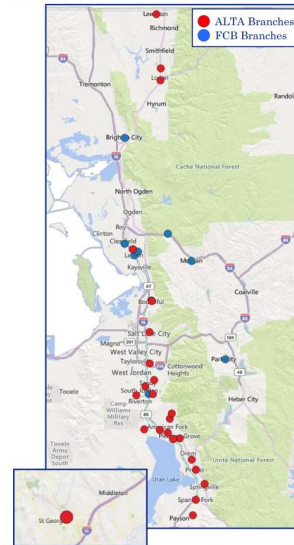 ALTA Branches
FCB Branches
Lewiston
Richmond
Smithfield
Logan
Tremonton
Hyrum
Randol
Brigham City
Cache National Forest
North Ogden
Ogden
Roy
Clinton
Clearfield
Layton
Morgan
Kaysville
Coalville
Bountiful
Salt Lake City
Magna
West Valley City
Taylorsville
Cottonwood
Heights
West Jordan
Park City
Tooele
Sandy
South Jordan
Riverton
Camp
Williams
Military
Res
Heber City
Tooele
Army
Depot
South
American Fork
Pleasant Grove
Orem
Uinta National Forest
Provo
Utah Lake
Springville
Spanish Fork
Payson
Middleton
St George